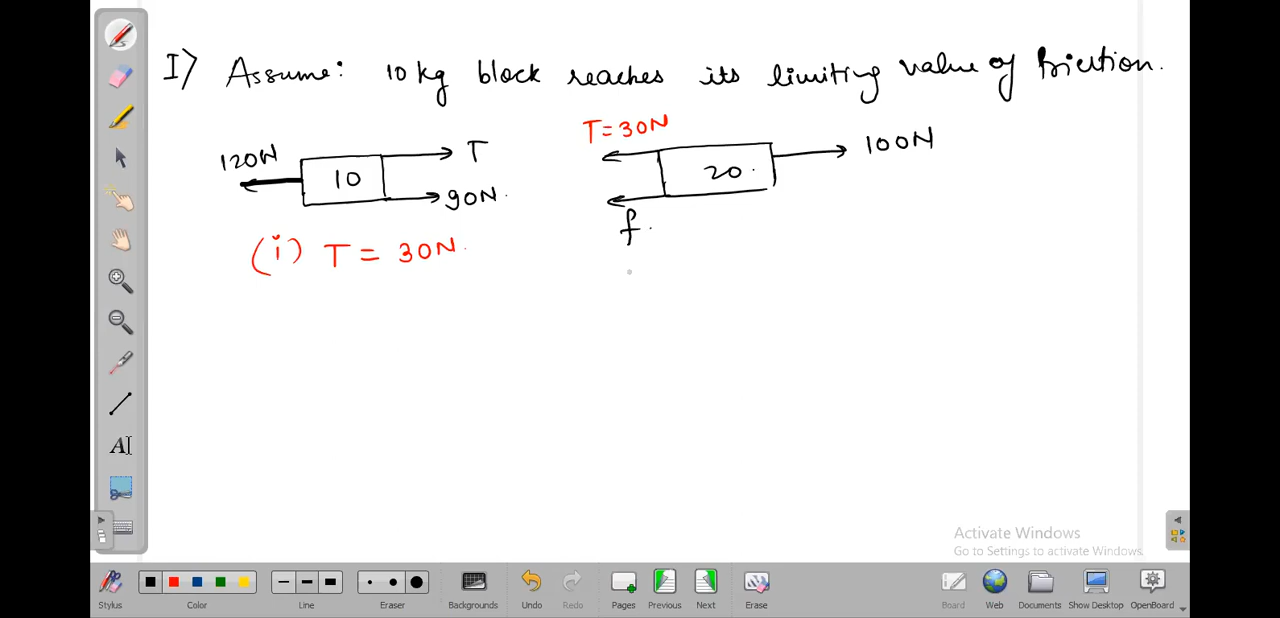 I) Assume: 10 kg block reaches its limiting value of friction.
120N
10
T
90N.
T=30N
20.
100N
f.
(i) T = 30N.
A
Activate Windows
Go to Settings to activate Windows.
Stylus
Color
Line
Eraser
Backgrounds
Undo
Redo
Pages
Previous
Next
Erase
Board
Web
Documents
Show Desktop
OpenBoard